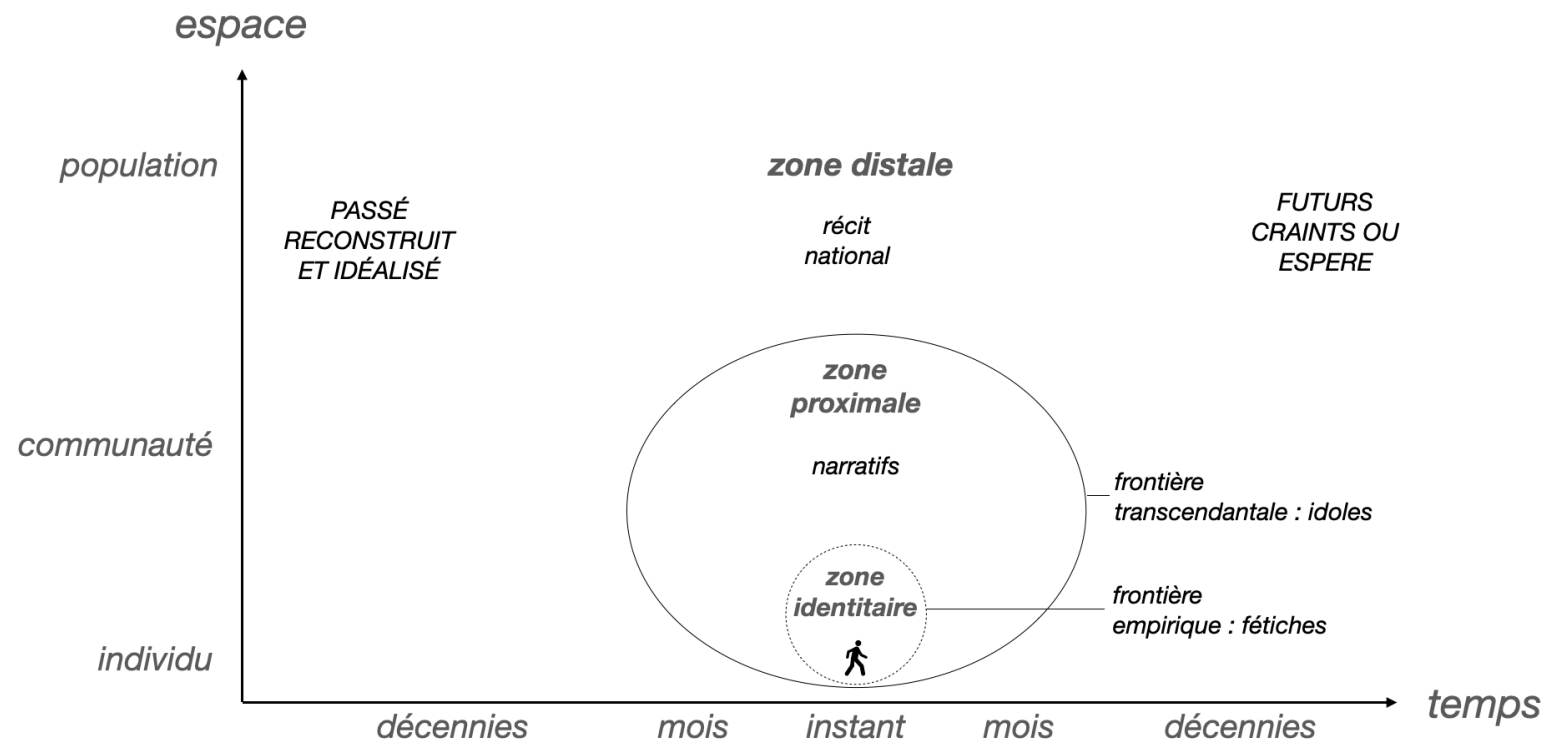 espace
population
zone distale
PASSÉ
RECONSTRUIT
ET IDÉALISÉ
récit
national
FUTURS
CRAINTS OU
ESPERE
zone
proximale
communauté
narratifs
frontière
transcendantale : idoles
zone
identitaire
frontière
empirique : fétiches
individu
temps
décennies
mois
instant
mois
décennies